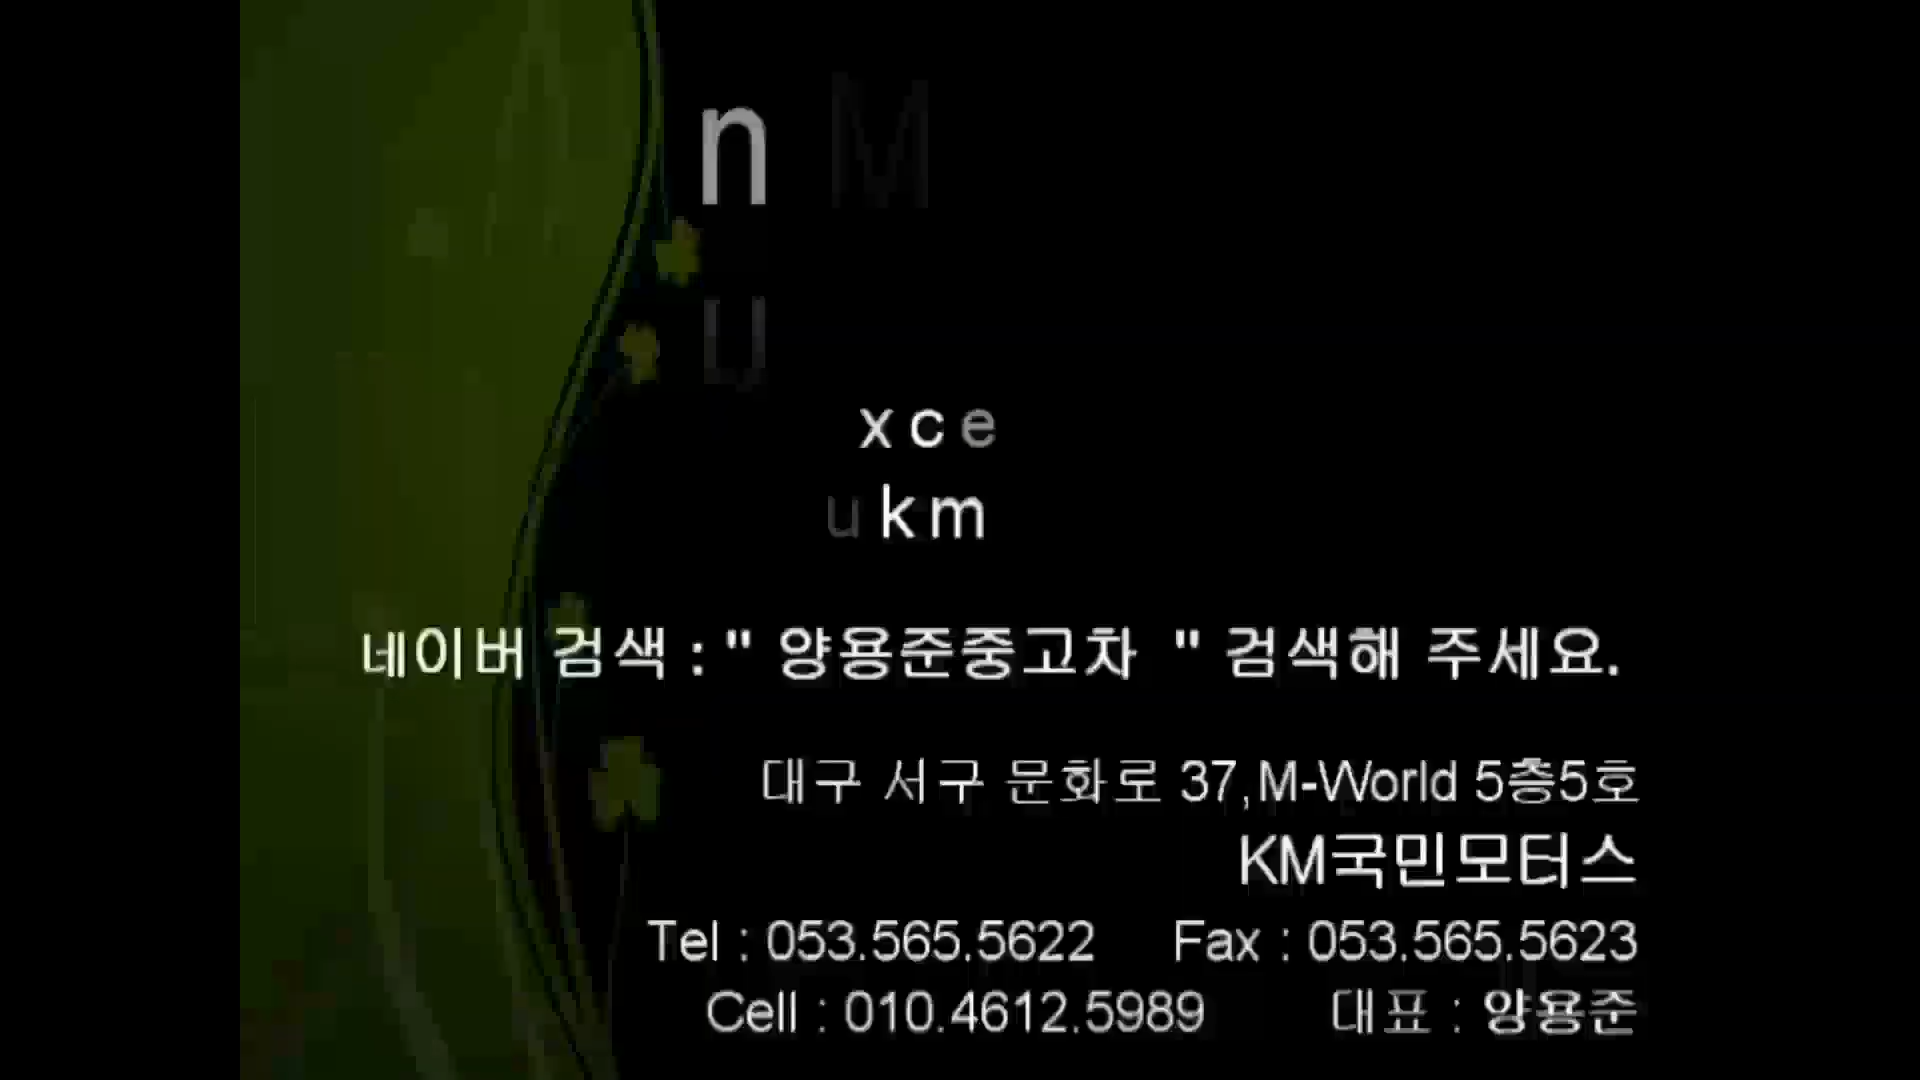 n M
u
xce
ukm
네이버 검색 : " 양용준중고차 " 검색해 주세요.
대구 서구 문화로 37,M-World 5층5호
KM국민모터스
Tel : 053.565.5622 Fax : 053.565.5623
Cell : 010.4612.5989 대표 : 양용준